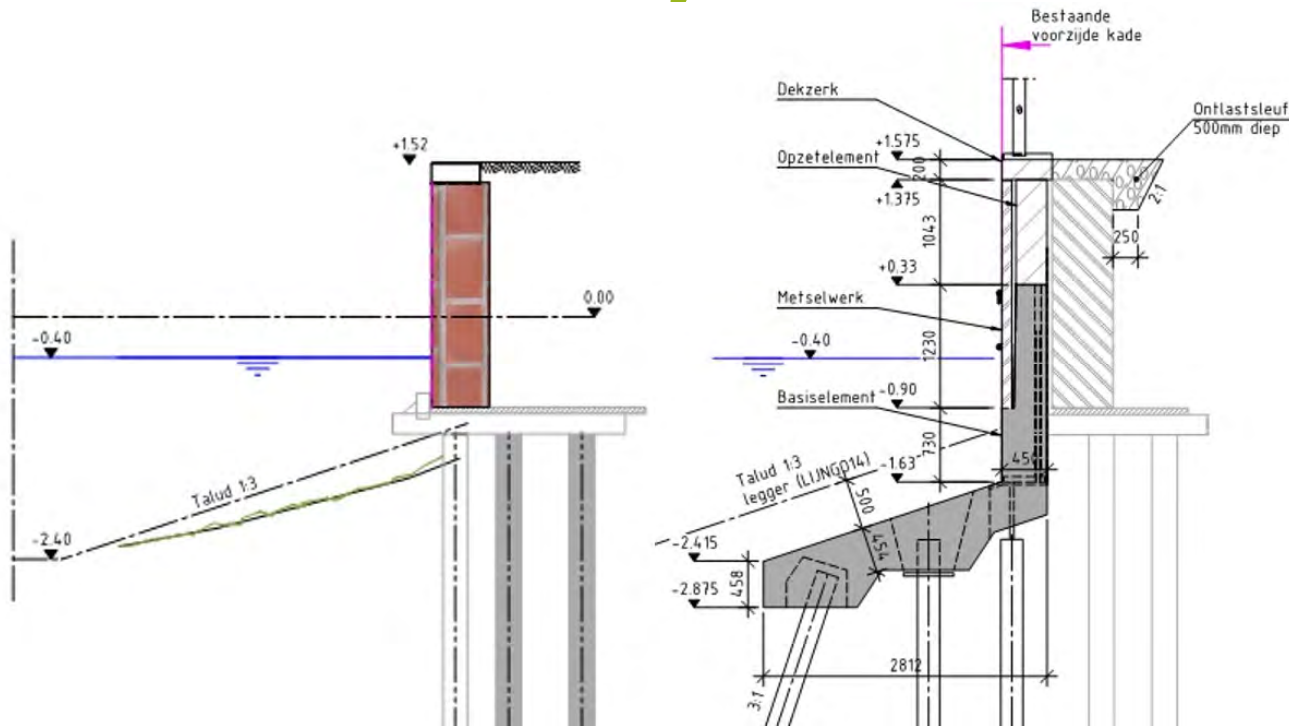 +1.52
0.00
-0.40
Talud 1:3
-2.40
Bestaande
voorzijde kade
Dekzerk
Ontlastsleuf
500mm diep
+1.575
Opzetelement
200
+1.375
2:1
250
1043
+0.33
Metselwerk
-0.40
1230
-0.90
Basiselement
730
Talud 1:3
legger (LIJNG014)
-1.63
500
454
-2.415
458
-2.875
2812
3:1